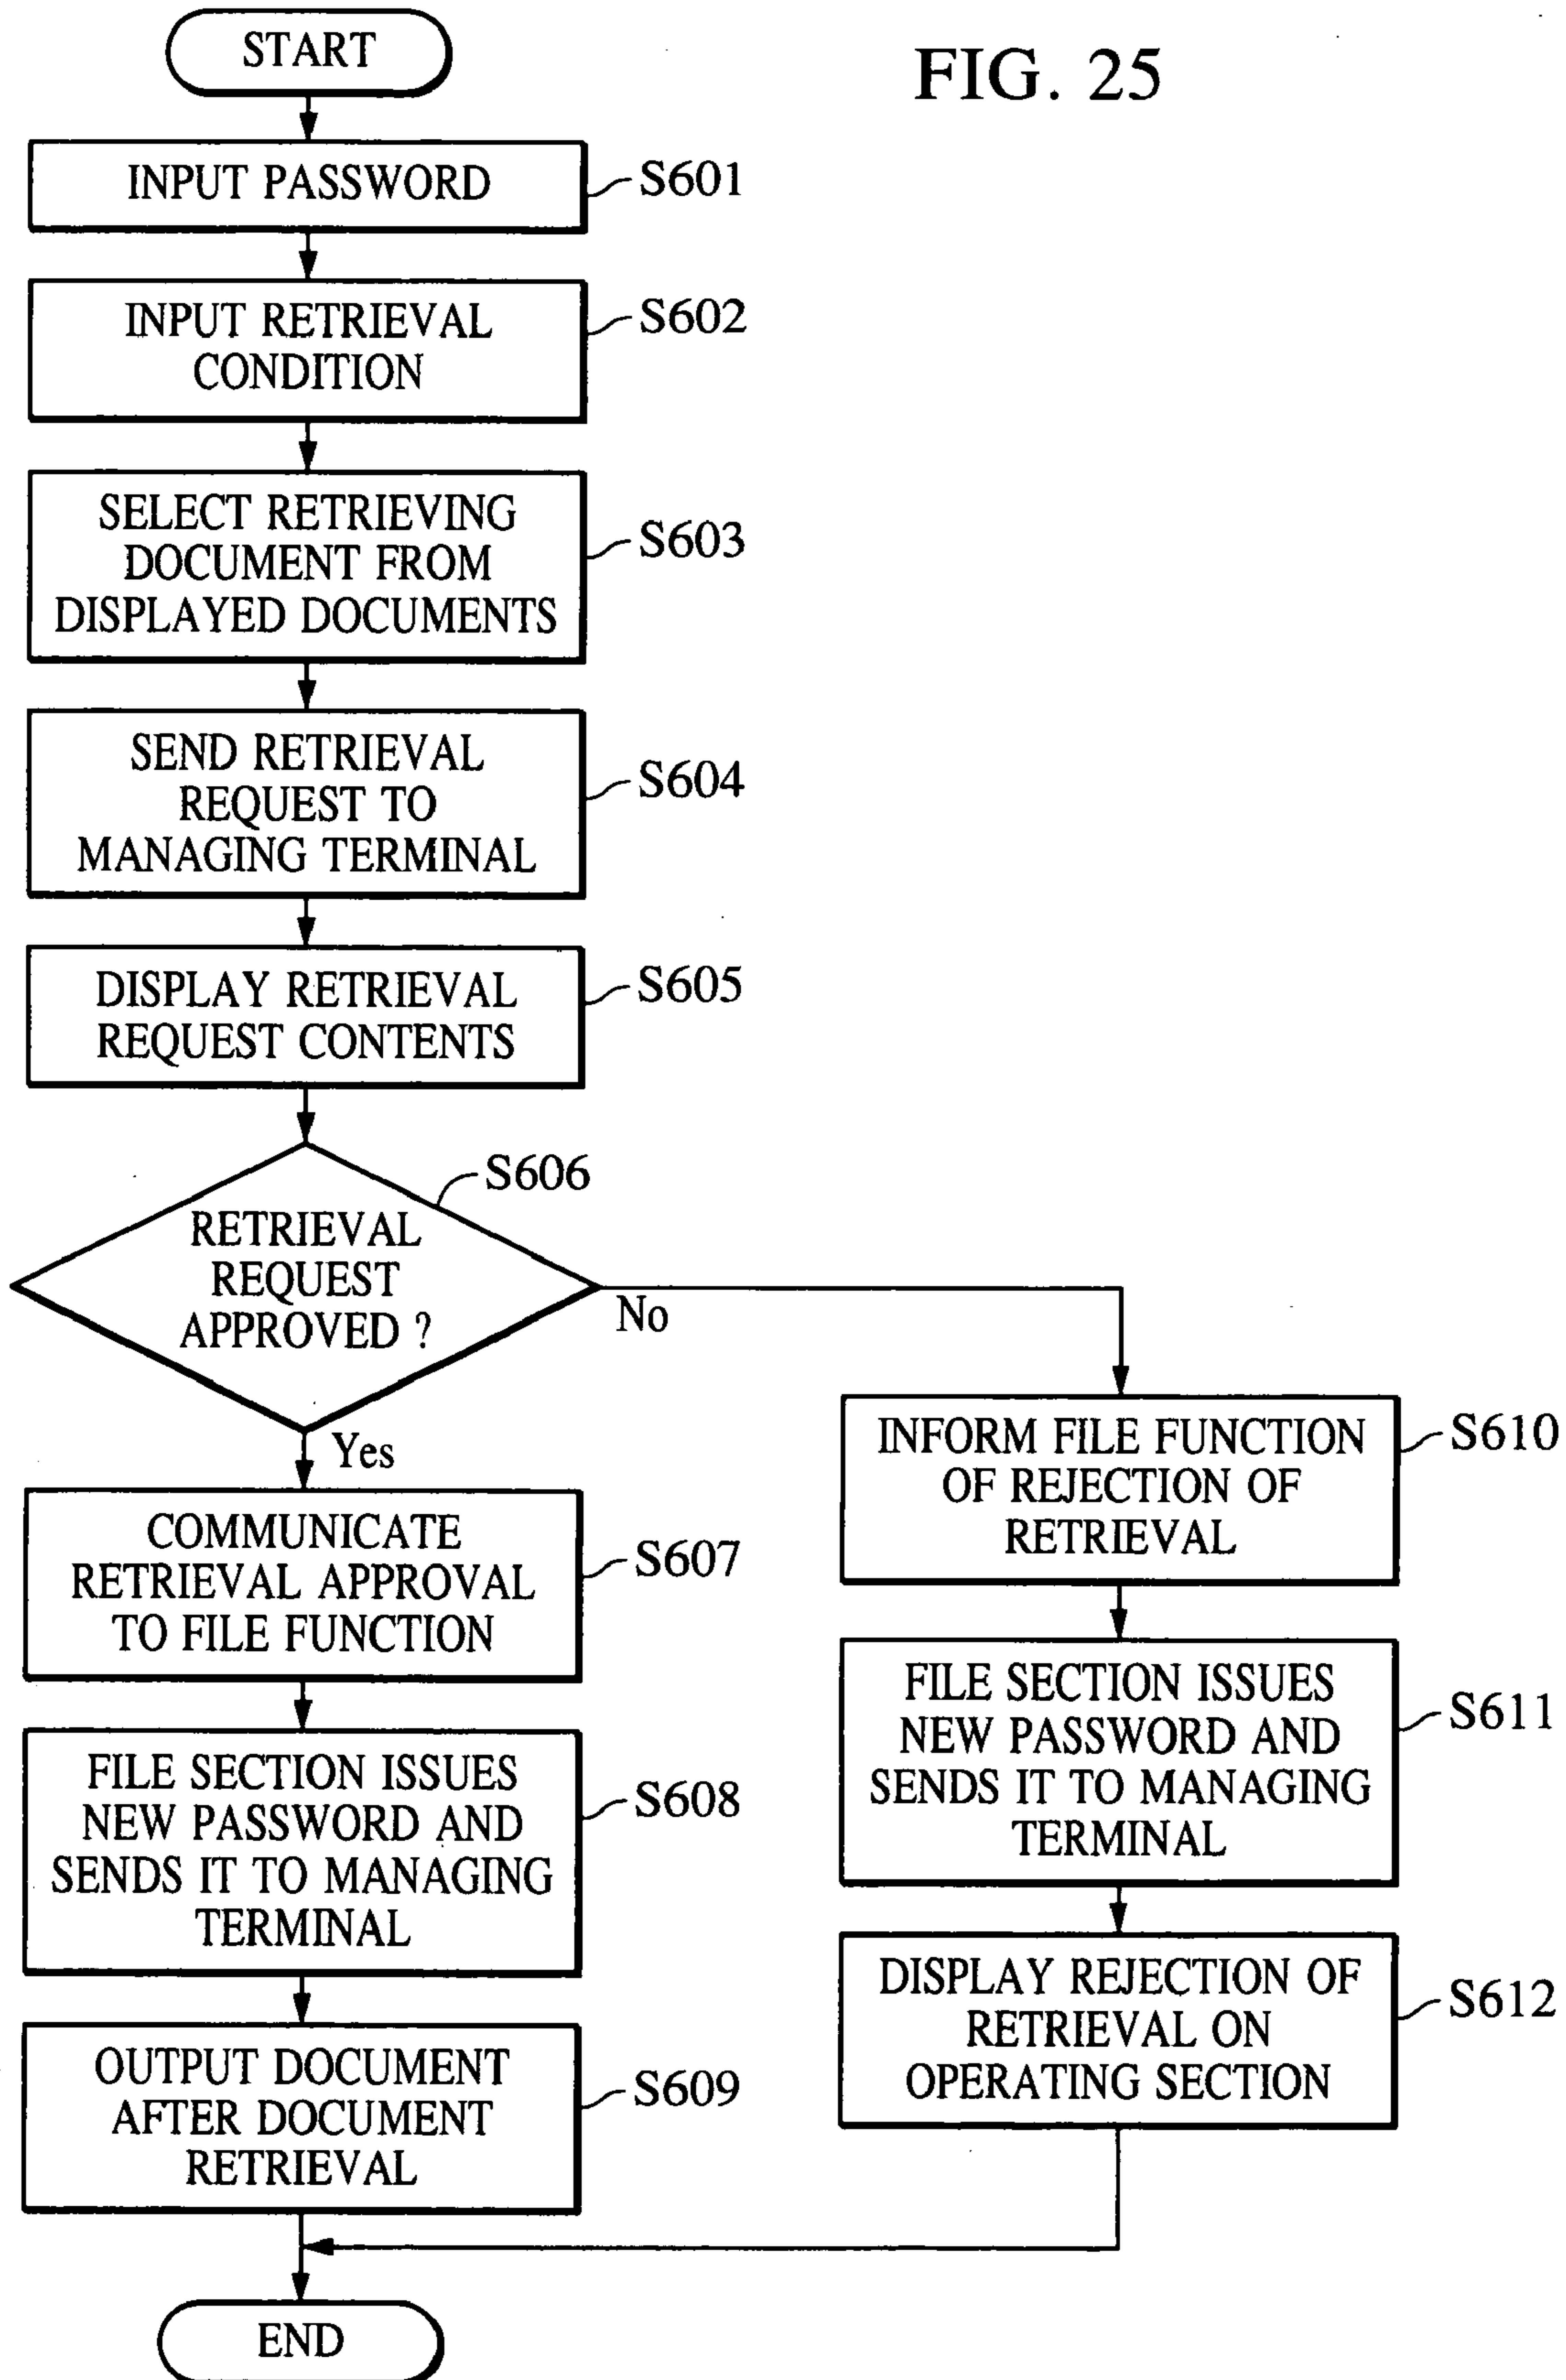 FIG. 25
START
INPUT PASSWORD
S601
INPUT RETRIEVAL
CONDITION
S602
SELECT RETRIEVING
DOCUMENT FROM
DISPLAYED DOCUMENTS
S603
SEND RETRIEVAL
REQUEST TO
MANAGING TERMINAL
S604
DISPLAY RETRIEVAL
REQUEST CONTENTS
S605
RETRIEVAL
REQUEST
APPROVED ?
S606
No
Yes
COMMUNICATE
RETRIEVAL APPROVAL
TO FILE FUNCTION
S607
FILE SECTION ISSUES
NEW PASSWORD AND
SENDS IT TO MANAGING
TERMINAL
S608
OUTPUT DOCUMENT
AFTER DOCUMENT
RETRIEVAL
S609
INFORM FILE FUNCTION
OF REJECTION OF
RETRIEVAL
S610
FILE SECTION ISSUES
NEW PASSWORD AND
SENDS IT TO MANAGING
TERMINAL
S611
DISPLAY REJECTION OF
RETRIEVAL ON
OPERATING SECTION
S612
END